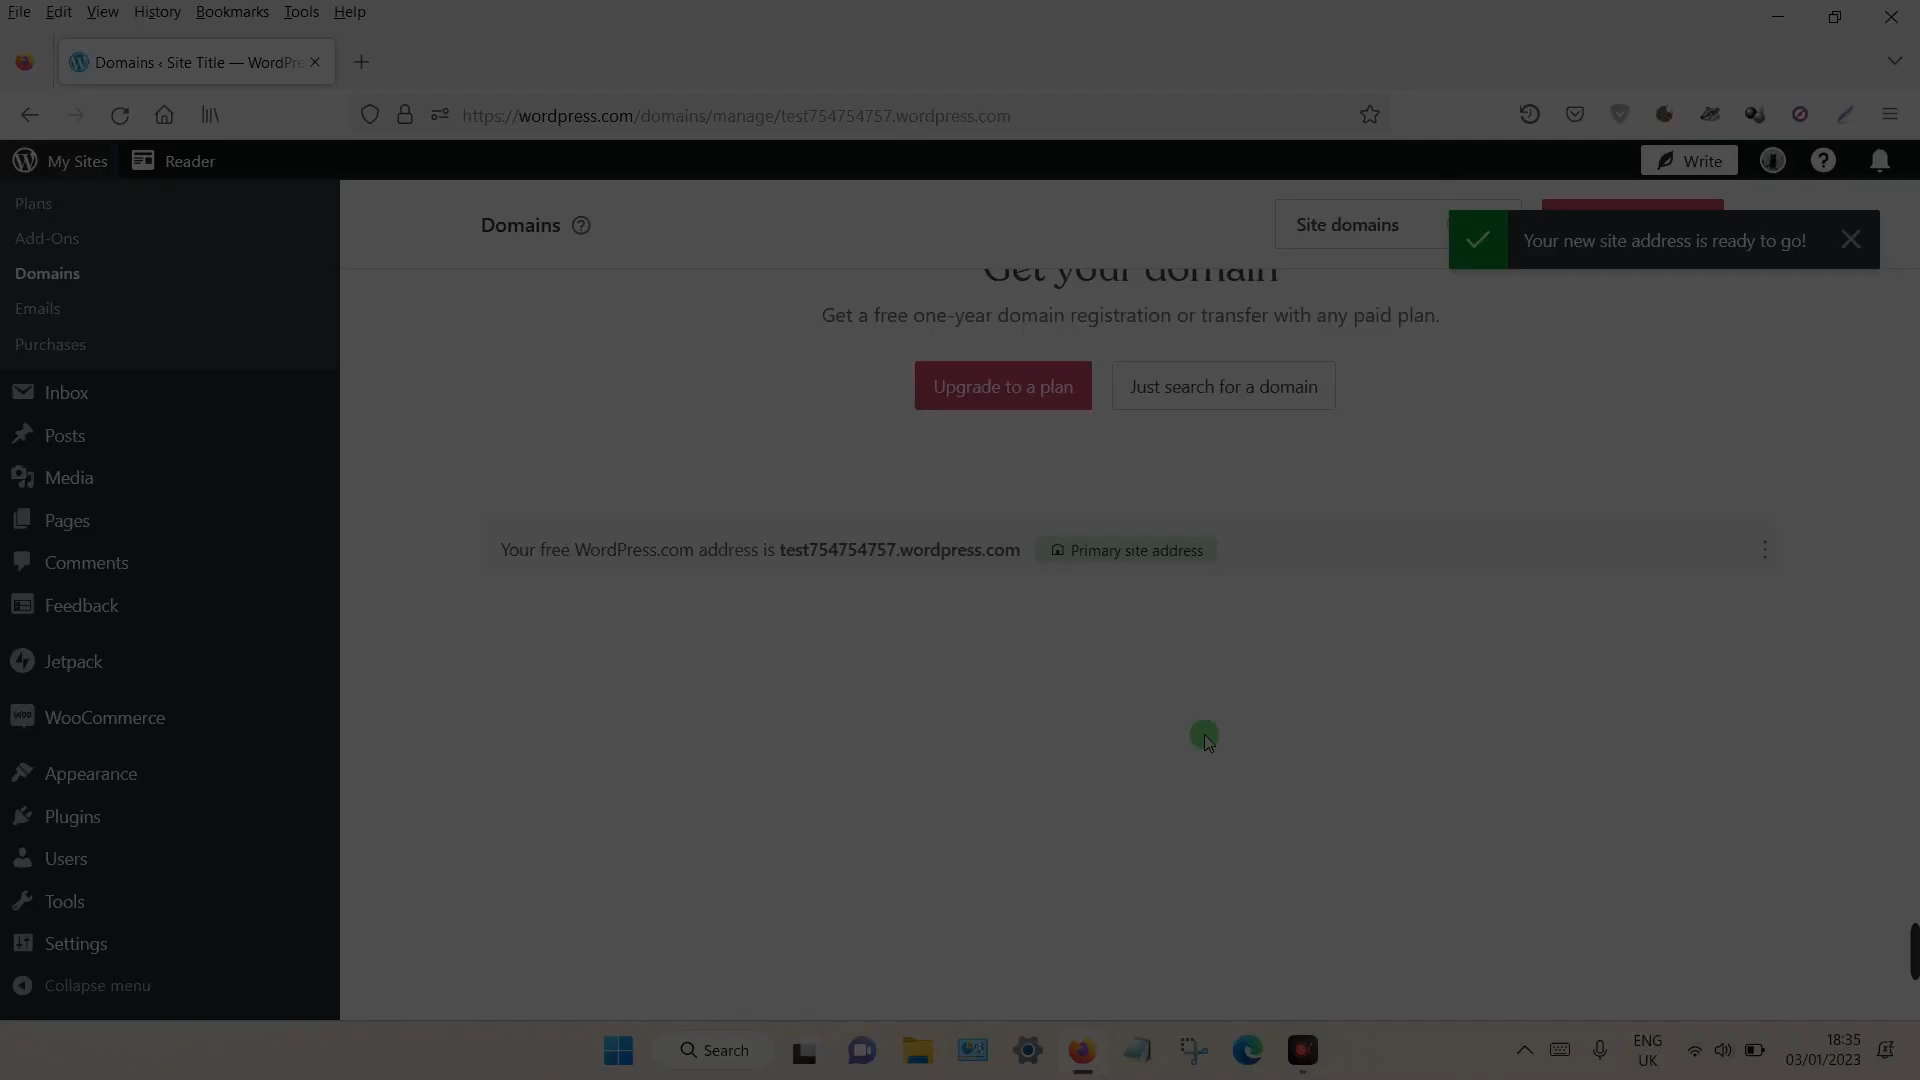 File Edit View History Bookmarks Tools Help
Domains ‹ Site Title — WordPre
https://wordpress.com/domains/manage/test754754757.wordpress.com
My Sites Reader Write
Plans
Add-Ons
Domains
Emails
Purchases
Inbox
Posts
Media
Pages
Comments
Feedback
Jetpack
WooCommerce
Appearance
Plugins
Users
Tools
Settings
Collapse menu
Domains
Site domains
Your new site address is ready to go!
Get your domain
Get a free one-year domain registration or transfer with any paid plan.
Upgrade to a plan Just search for a domain
Your free WordPress.com address is test754754757.wordpress.com Primary site address
Search
ENG
UK
18:35
03/01/2023